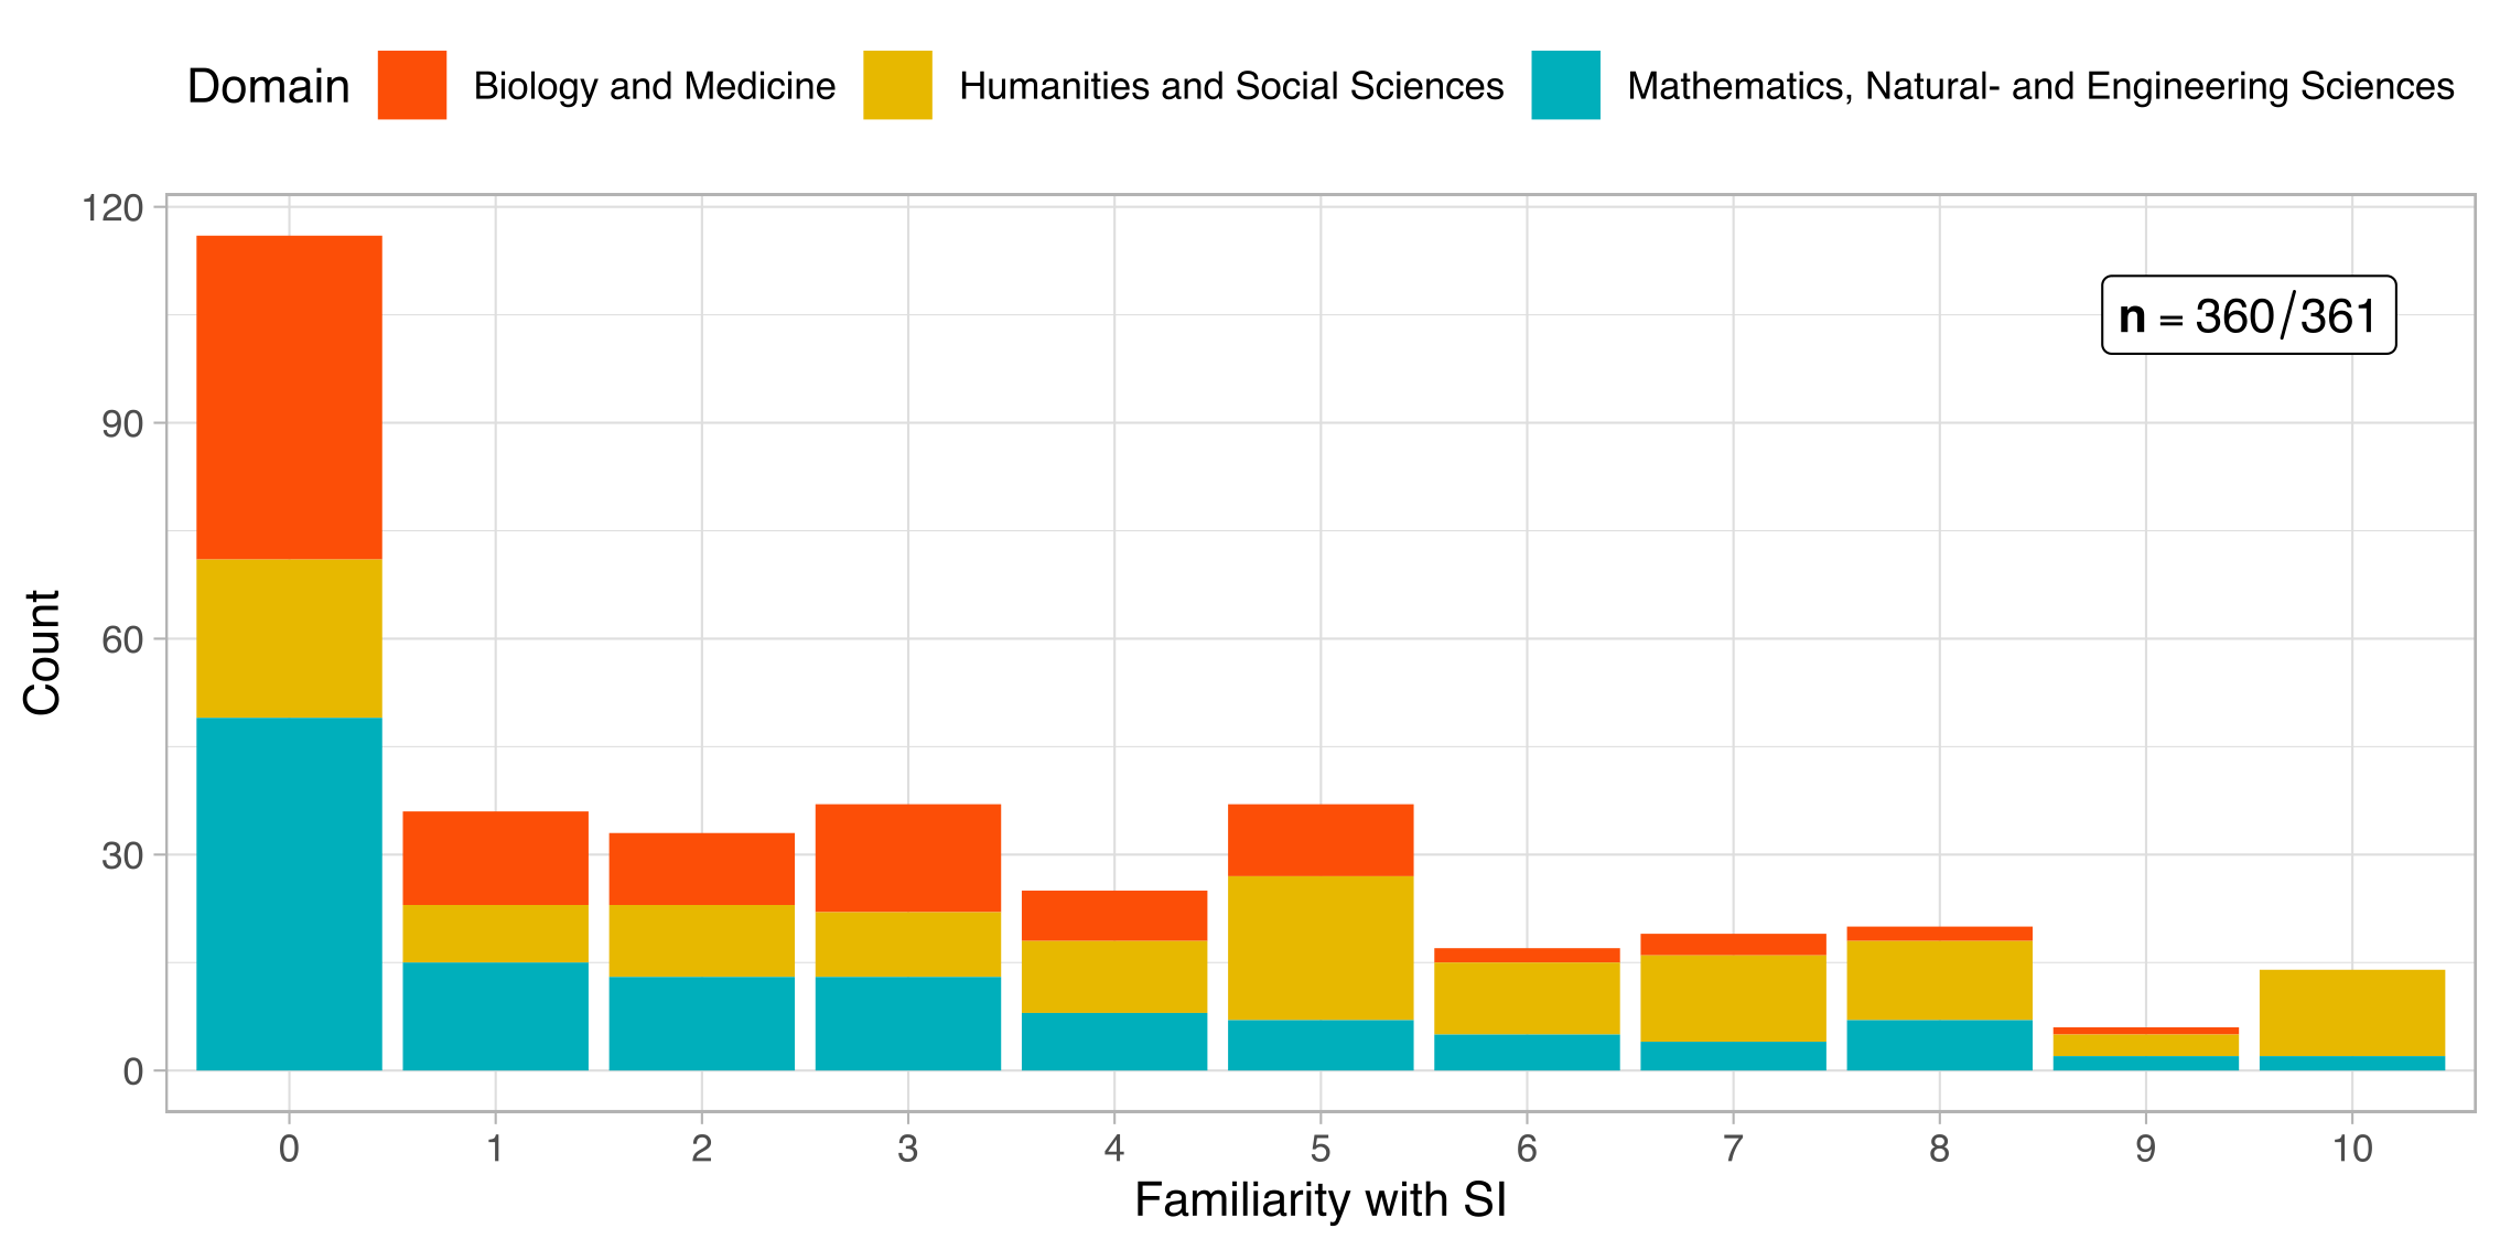 Domain Biology and Medicine Humanities and Social Sciences Mathematics, Natural- and Engineering Sciences
120
n = 360/361
90
60
30
0
Count
0 1 2 3 4 5 6 7 8 9 10
Familiarity with SI